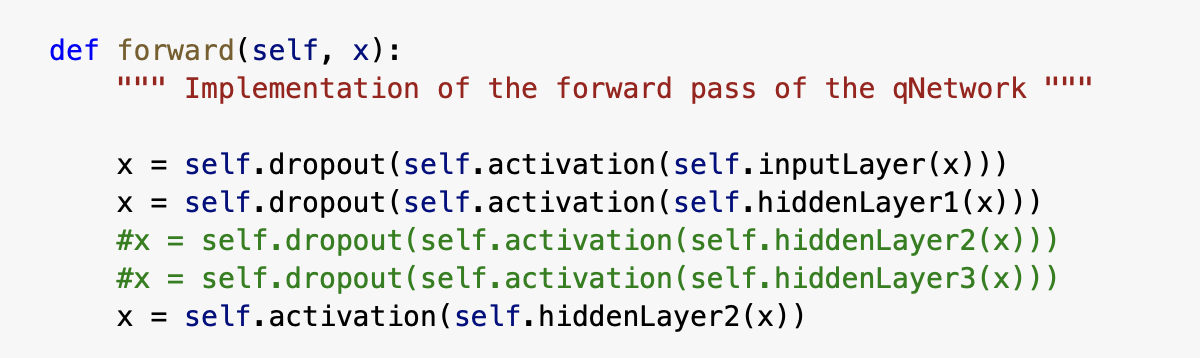 def forward(self, x):
""" Implementation of the forward pass of the qNetwork """
x = self.dropout(self.activation(self.inputLayer(x)))
x = self.dropout(self.activation(self.hiddenLayer1(x)))
#x = self.dropout(self.activation(self.hiddenLayer2(x)))
#x = self.dropout(self.activation(self.hiddenLayer3(x)))
x = self.activation(self.hiddenLayer2(x))